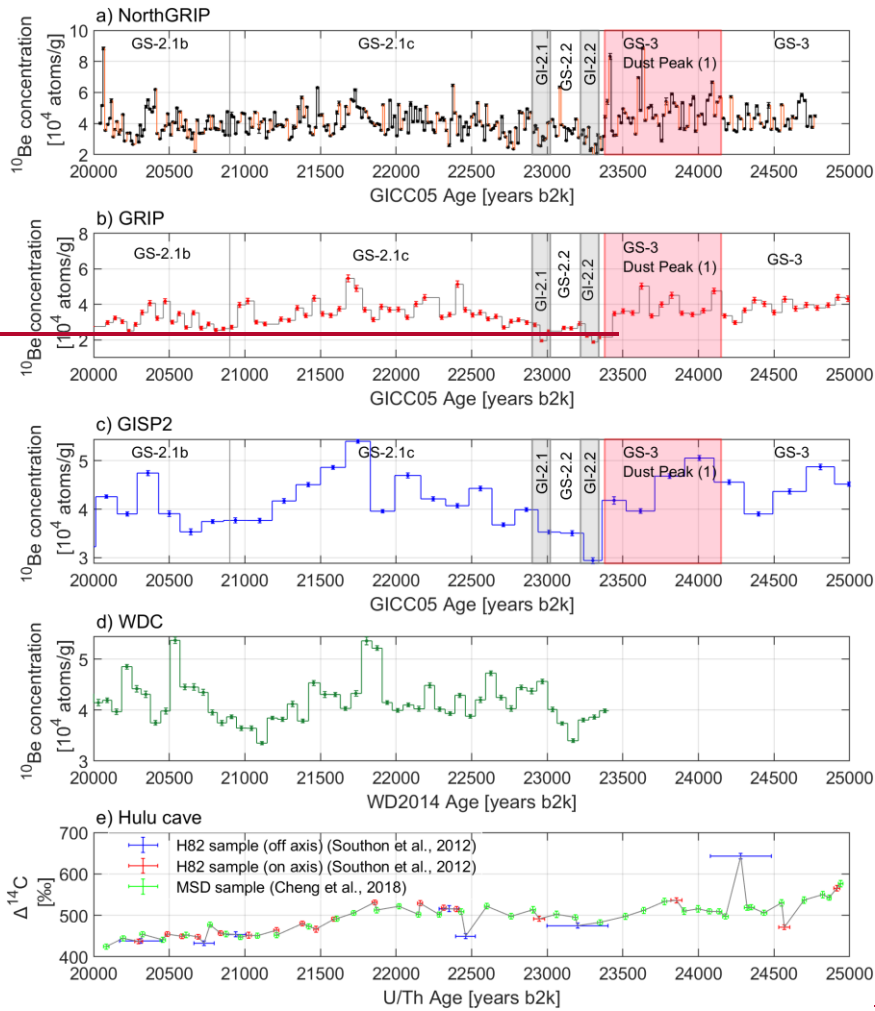 a) NorthGRIP
10
8
6
4
2
¹⁰Be concentration
[10⁴ atoms/g]
GS-2.1b
GS-2.1c
GI-2.1
GS-2.2
GI-2.2
GS-3
Dust Peak (1)
GS-3
20000 20500 21000 21500 22000 22500 23000 23500 24000 24500 25000
GICC05 Age [years b2k]
b) GRIP
8
6
4
2
¹⁰Be concentration
[10⁴ atoms/g]
GS-2.1b
GS-2.1c
GI-2.1
GS-2.2
GI-2.2
GS-3
Dust Peak (1)
GS-3
20000 20500 21000 21500 22000 22500 23000 23500 24000 24500 25000
GICC05 Age [years b2k]
c) GISP2
5
4
3
¹⁰Be concentration
[10⁴ atoms/g]
GS-2.1b
GS-2.1c
GI-2.1
GS-2.2
GI-2.2
GS-3
Dust Peak (1)
GS-3
20000 20500 21000 21500 22000 22500 23000 23500 24000 24500 25000
GICC05 Age [years b2k]
d) WDC
5
4
3
¹⁰Be concentration
[10⁴ atoms/g]
20000 20500 21000 21500 22000 22500 23000 23500 24000 24500 25000
WD2014 Age [years b2k]
e) Hulu cave
700
600
500
400
Δ¹⁴C
[‰]
H82 sample (off axis) (Southon et al., 2012)
H82 sample (on axis) (Southon et al., 2012)
MSD sample (Cheng et al., 2018)
20000 20500 21000 21500 22000 22500 23000 23500 24000 24500 25000
U/Th Age [years b2k]